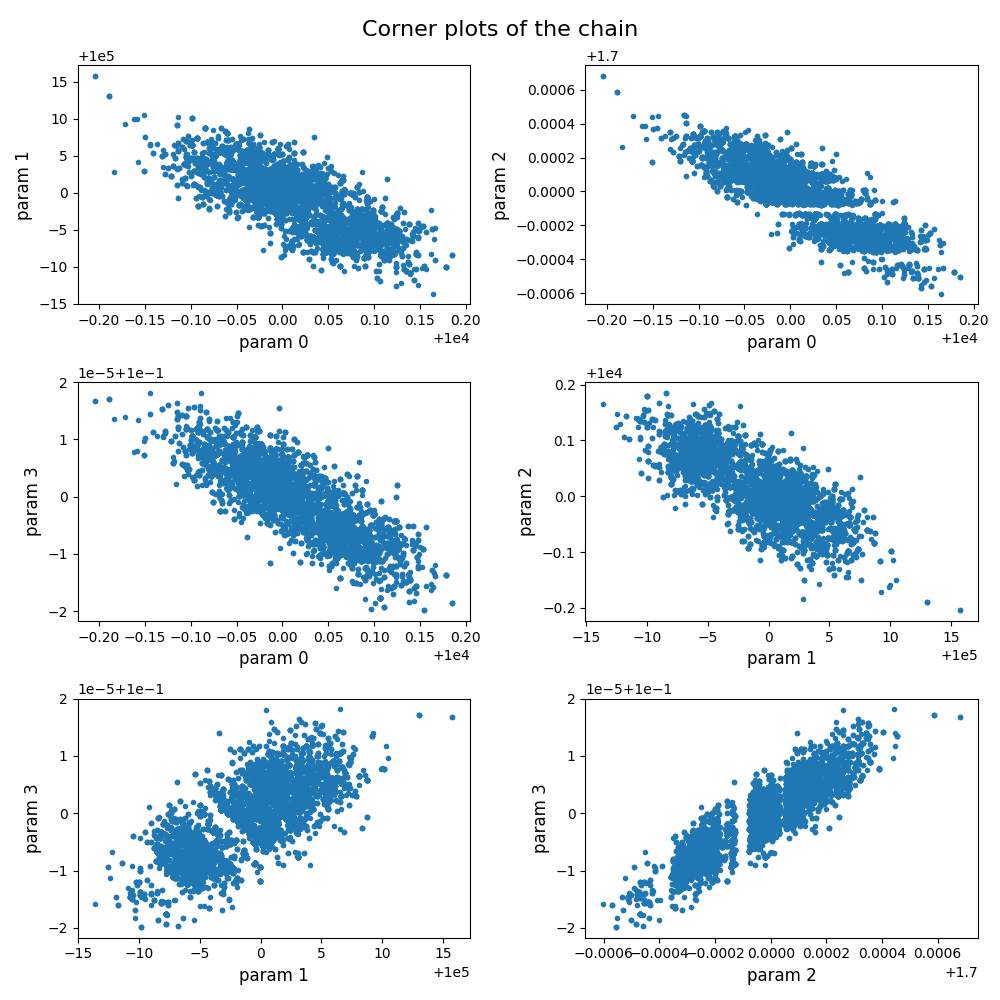 Corner plots of the chain
+1e5 +1.7
15
10
5
0
−5
−10
−15
param 1
−0.20 −0.15 −0.10 −0.05 0.00 0.05 0.10 0.15 0.20
param 0 +1e4
0.0006
0.0004
0.0002
0.0000
−0.0002
−0.0004
−0.0006
param 2
−0.20 −0.15 −0.10 −0.05 0.00 0.05 0.10 0.15 0.20
param 0 +1e4
1e−5+1e−1
2
1
0
−1
−2
param 3
−0.20 −0.15 −0.10 −0.05 0.00 0.05 0.10 0.15 0.20
param 0 +1e4
+1e4
0.2
0.1
0.0
−0.1
−0.2
param 2
−15 −10 −5 0 5 10 15
param 1 +1e5
1e−5+1e−1
2
1
0
−1
−2
param 3
−15 −10 −5 0 5 10 15
param 1 +1e5
1e−5+1e−1
2
1
0
−1
−2
param 3
−0.0006 −0.0004 −0.0002 0.0000 0.0002 0.0004 0.0006
param 2 +1.7